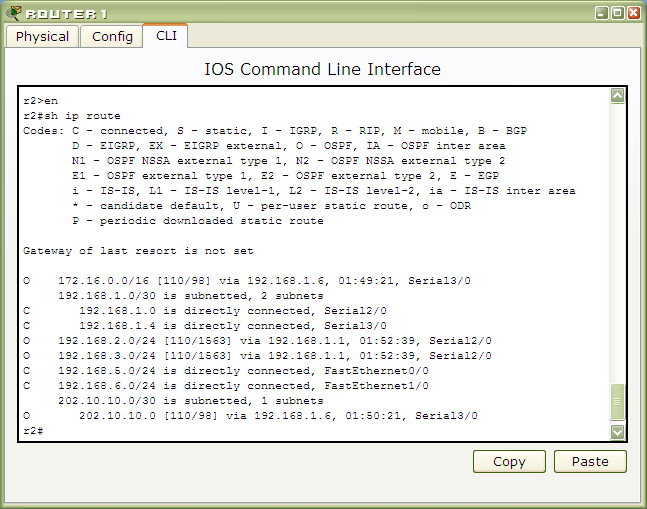 ROUTER1
Physical Config CLI
IOS Command Line Interface
r2>en
r2#sh ip route
Codes: C - connected, S - static, I - IGRP, R - RIP, M - mobile, B - BGP
       D - EIGRP, EX - EIGRP external, O - OSPF, IA - OSPF inter area
       N1 - OSPF NSSA external type 1, N2 - OSPF NSSA external type 2
       E1 - OSPF external type 1, E2 - OSPF external type 2, E - EGP
       i - IS-IS, L1 - IS-IS level-1, L2 - IS-IS level-2, ia - IS-IS inter area
       * - candidate default, U - per-user static route, o - ODR
       P - periodic downloaded static route
Gateway of last resort is not set
O    172.16.0.0/16 [110/98] via 192.168.1.6, 01:49:21, Serial3/0
     192.168.1.0/30 is subnetted, 2 subnets
C       192.168.1.0 is directly connected, Serial2/0
C       192.168.1.4 is directly connected, Serial3/0
O    192.168.2.0/24 [110/1563] via 192.168.1.1, 01:52:39, Serial2/0
O    192.168.3.0/24 [110/1563] via 192.168.1.1, 01:52:39, Serial2/0
C    192.168.5.0/24 is directly connected, FastEthernet0/0
C    192.168.6.0/24 is directly connected, FastEthernet1/0
     202.10.10.0/30 is subnetted, 1 subnets
O       202.10.10.0 [110/98] via 192.168.1.6, 01:50:21, Serial3/0
r2#
Copy Paste